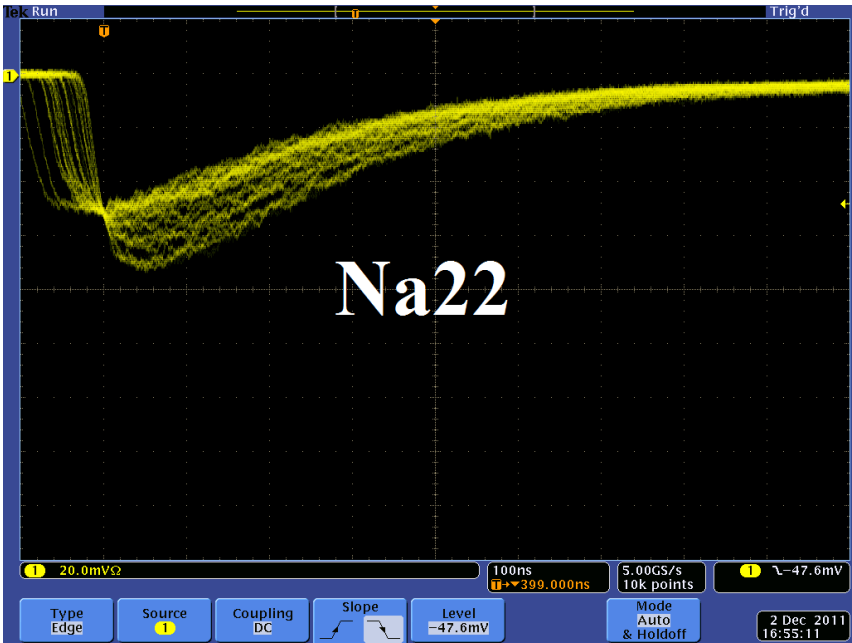 Tek Run Trig'd
T
T
1
Na22
1 20.0mVΩ
100ns
T→▼399.000ns
5.00GS/s
10k points
1 ∖ −47.6mV
Type
Edge
Source
1
Coupling
DC
Slope
Level
−47.6mV
Mode
Auto
& Holdoff
2 Dec 2011
16:55:11